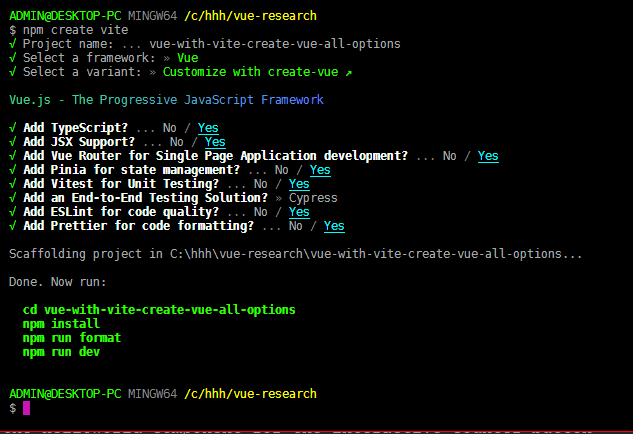 ADMIN@DESKTOP-PC MINGW64 /c/hhh/vue-research
$ npm create vite
√ Project name: ... vue-with-vite-create-vue-all-options
√ Select a framework: » Vue
√ Select a variant: » Customize with create-vue ↗
Vue.js - The Progressive JavaScript Framework
√ Add TypeScript? ... No / Yes
√ Add JSX Support? ... No / Yes
√ Add Vue Router for Single Page Application development? ... No / Yes
√ Add Pinia for state management? ... No / Yes
√ Add Vitest for Unit Testing? ... No / Yes
√ Add an End-to-End Testing Solution? » Cypress
√ Add ESLint for code quality? ... No / Yes
√ Add Prettier for code formatting? ... No / Yes
Scaffolding project in C:\hhh\vue-research\vue-with-vite-create-vue-all-options...
Done. Now run:
cd vue-with-vite-create-vue-all-options
npm install
npm run format
npm run dev
ADMIN@DESKTOP-PC MINGW64 /c/hhh/vue-research
$